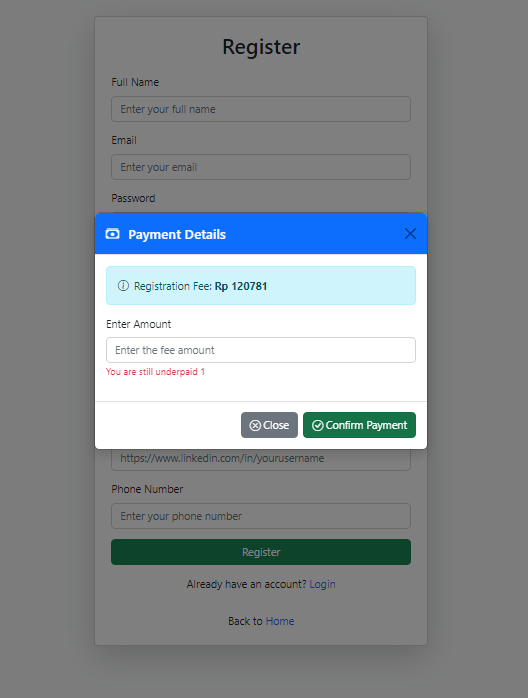 Register
Full Name
Enter your full name
Email
Enter your email
Password
Payment Details
Registration Fee: Rp 120781
Enter Amount
Enter the fee amount
You are still underpaid 1
Close
Confirm Payment
https://www.linkedin.com/in/yourusername
Phone Number
Enter your phone number
Register
Already have an account? Login
Back to Home